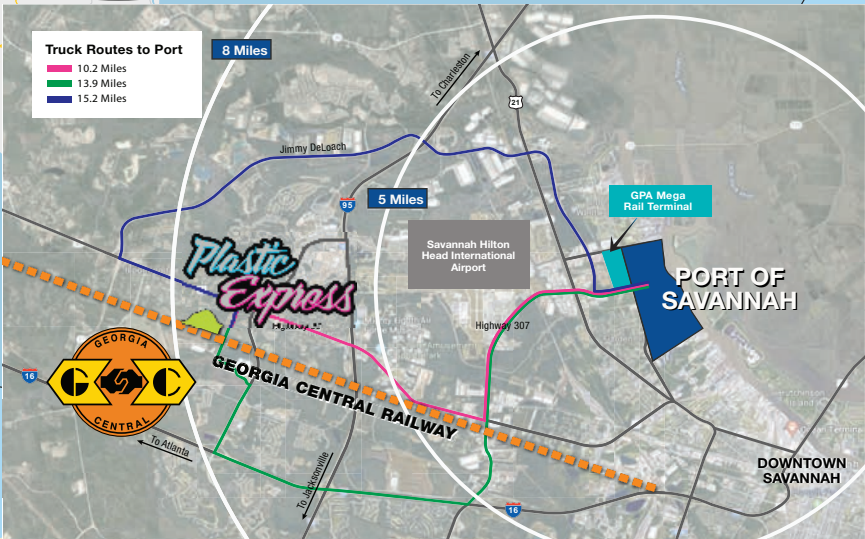 Truck Routes to Port
10.2 Miles
13.9 Miles
15.2 Miles
8 Miles
To Charleston
21
Jimmy DeLoach
95
5 Miles
GPA Mega
Rail Terminal
Savannah Hilton
Head International
Airport
PORT OF
SAVANNAH
Plastic
Express
Highway 307
GEORGIA
G C
CENTRAL
GEORGIA CENTRAL RAILWAY
16
To Atlanta
To Jacksonville
16
DOWNTOWN
SAVANNAH